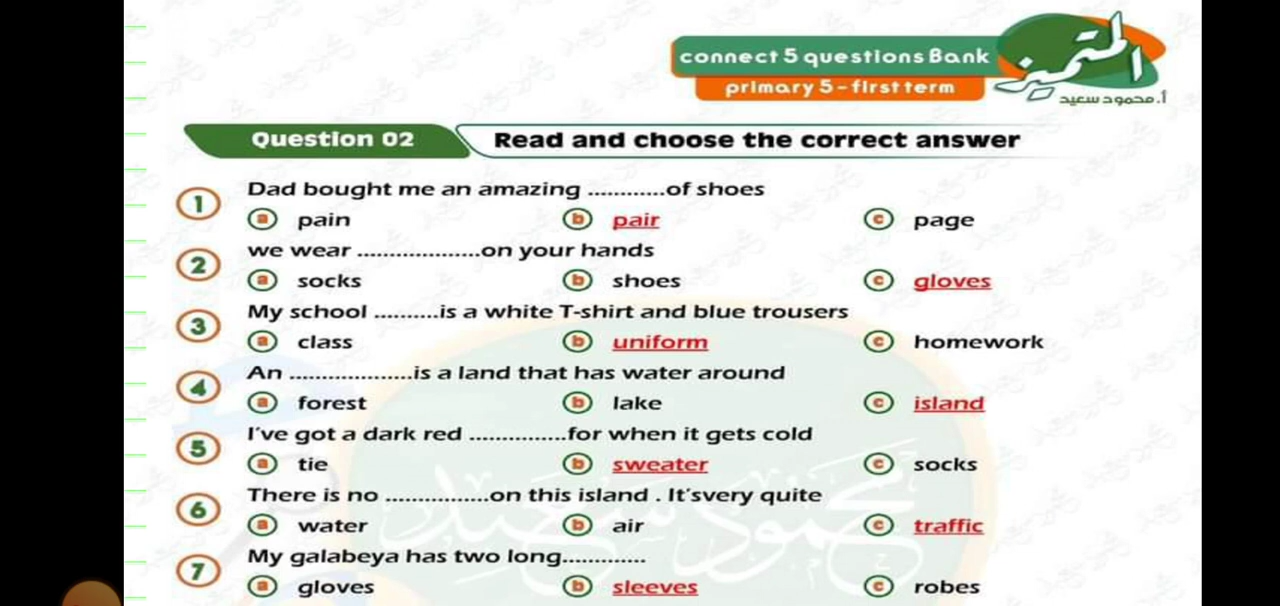 connect 5 questions Bank
primary 5 - first term
المتميز
أ. محمود سعيد
Question 02
Read and choose the correct answer
1 Dad bought me an amazing ............of shoes
a pain b pair c page
2 we wear ....................on your hands
a socks b shoes c gloves
3 My school ..........is a white T-shirt and blue trousers
a class b uniform c homework
4 An ....................is a land that has water around
a forest b lake c island
5 I've got a dark red ...............for when it gets cold
a tie b sweater c socks
6 There is no .................on this island . It'svery quite
a water b air c traffic
7 My galabeya has two long.............
a gloves b sleeves c robes
محمود سعيد